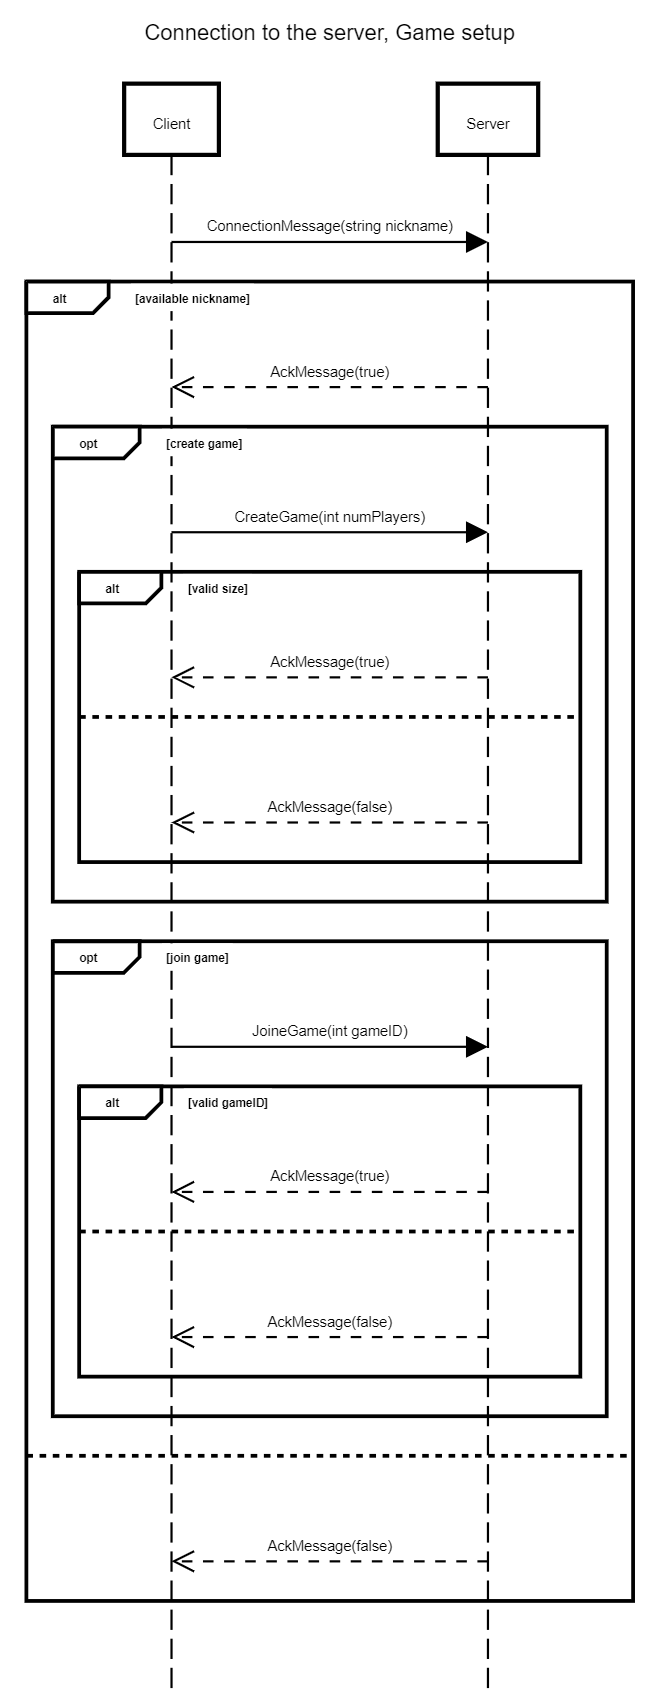 Connection to the server, Game setup
Client
Server
ConnectionMessage(string nickname)
alt
[available nickname]
AckMessage(true)
opt
[create game]
CreateGame(int numPlayers)
alt
[valid size]
AckMessage(true)
AckMessage(false)
opt
[join game]
JoineGame(int gameID)
alt
[valid gameID]
AckMessage(true)
AckMessage(false)
AckMessage(false)